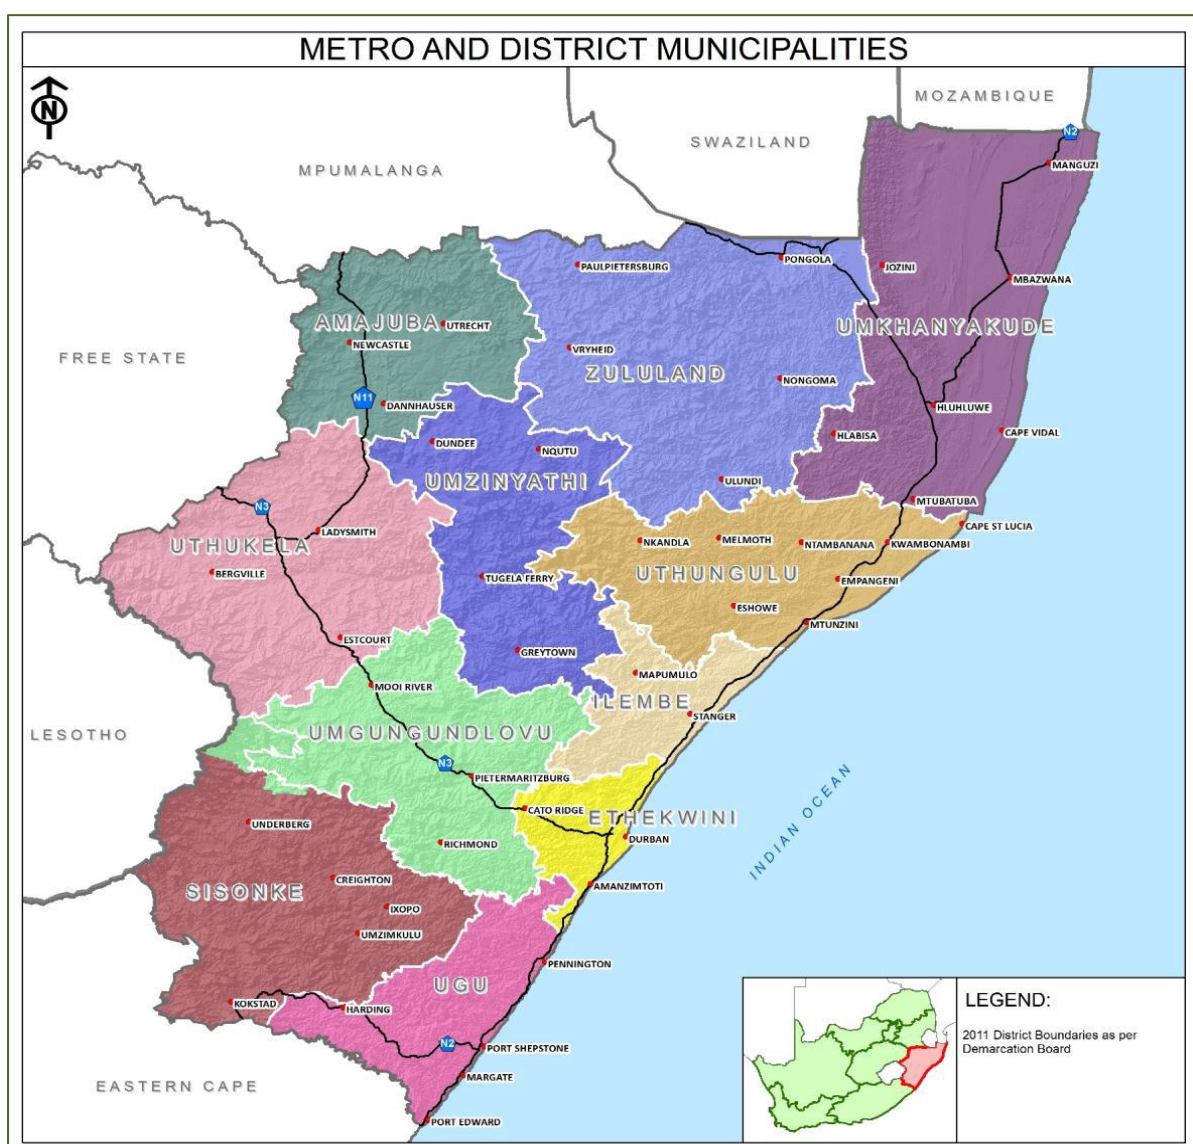 METRO AND DISTRICT MUNICIPALITIES
N
MOZAMBIQUE
SWAZILAND
MPUMALANGA
N2
MANGUZI
PAULPIETERSBURG
PONGOLA
JOZINI
MBAZWANA
AMAJUBA
UTRECHT
UMKHANYAKUDE
NEWCASTLE
VRYHEID
FREE STATE
ZULULAND
NONGOMA
N11
DANNHAUSER
HLUHLUWE
DUNDEE
NQUTU
HLABISA
CAPE VIDAL
UMZINYATHI
ULUNDI
MTUBATUBA
N3
LADYSMITH
CAPE ST LUCIA
UTHUKELA
NKANDLA
MELMOTH
NTAMBANANA
KWAMBONAMBI
BERGVILLE
TUGELA FERRY
UTHUNGULU
EMPANGENI
ESHOWE
MTUNZINI
ESTCOURT
GREYTOWN
MAPUMULO
MOOI RIVER
ILEMBE
STANGER
LESOTHO
UMGUNGUNDLOVU
N3
PIETERMARITZBURG
CATO RIDGE
ETHEKWINI
UNDERBERG
DURBAN
INDIAN OCEAN
RICHMOND
CREIGHTON
AMANZIMTOTI
SISONKE
IXOPO
UMZIMKULU
PENNINGTON
UGU
KOKSTAD
HARDING
N2
PORT SHEPSTONE
MARGATE
EASTERN CAPE
PORT EDWARD
LEGEND:
2011 District Boundaries as per
Demarcation Board